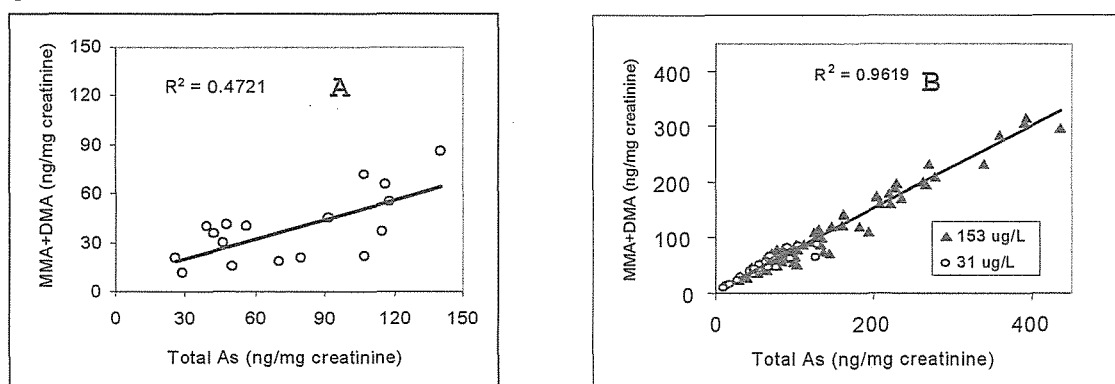 150
120
90
60
30
0
MMA+DMA (ng/mg creatinine)
R² = 0.4721
A
0 30 60 90 120 150
Total As (ng/mg creatinine)
400
300
200
100
0
MMA+DMA (ng/mg creatinine)
R² = 0.9619
B
153 ug/L
31 ug/L
0 200 400
Total As (ng/mg creatinine)